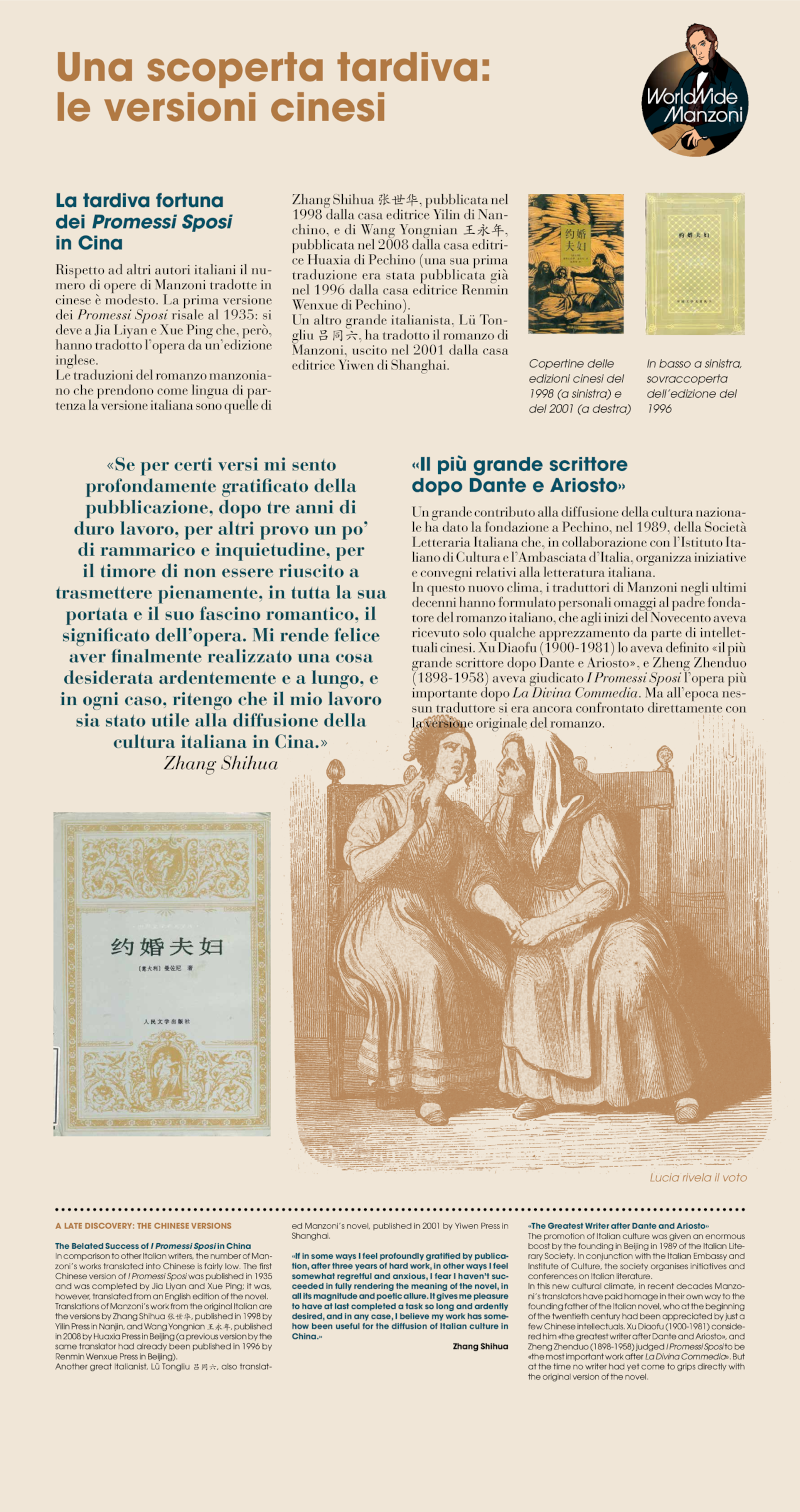 Una scoperta tardiva:
le versioni cinesi
WorldWide
Manzoni
La tardiva fortuna
dei Promessi Sposi
in Cina
Rispetto ad altri autori italiani il nu-
mero di opere di Manzoni tradotte in
cinese è modesto. La prima versione
dei Promessi Sposi risale al 1935: si
deve a Jia Liyan e Xue Ping che, però,
hanno tradotto l'opera da un'edizione
inglese.
Le traduzioni del romanzo manzonia-
no che prendono come lingua di par-
tenza la versione italiana sono quelle di
Zhang Shihua 张世华, pubblicata nel
1998 dalla casa editrice Yilin di Nan-
chino, e di Wang Yongnian 王永年,
pubblicata nel 2008 dalla casa editri-
ce Huaxia di Pechino (una sua prima
traduzione era stata pubblicata già
nel 1996 dalla casa editrice Renmin
Wenxue di Pechino).
Un altro grande italianista, Lü Ton-
gliu 吕同六, ha tradotto il romanzo di
Manzoni, uscito nel 2001 dalla casa
editrice Yiwen di Shanghai.
约婚
夫妇
约婚夫妇
Copertine delle
edizioni cinesi del
1998 (a sinistra) e
del 2001 (a destra)
In basso a sinistra,
sovraccoperta
dell'edizione del
1996
«Se per certi versi mi sento
profondamente gratificato della
pubblicazione, dopo tre anni di
duro lavoro, per altri provo un po'
di rammarico e inquietudine, per
il timore di non essere riuscito a
trasmettere pienamente, in tutta la sua
portata e il suo fascino romantico, il
significato dell'opera. Mi rende felice
aver finalmente realizzato una cosa
desiderata ardentemente e a lungo, e
in ogni caso, ritengo che il mio lavoro
sia stato utile alla diffusione della
cultura italiana in Cina.»
Zhang Shihua
«Il più grande scrittore
dopo Dante e Ariosto»
Un grande contributo alla diffusione della cultura naziona-
le ha dato la fondazione a Pechino, nel 1989, della Società
Letteraria Italiana che, in collaborazione con l'Istituto Ita-
liano di Cultura e l'Ambasciata d'Italia, organizza iniziative
e convegni relativi alla letteratura italiana.
In questo nuovo clima, i traduttori di Manzoni negli ultimi
decenni hanno formulato personali omaggi al padre fonda-
tore del romanzo italiano, che agli inizi del Novecento aveva
ricevuto solo qualche apprezzamento da parte di intellet-
tuali cinesi. Xu Diaofu (1900-1981) lo aveva definito «il più
grande scrittore dopo Dante e Ariosto», e Zheng Zhenduo
(1898-1958) aveva giudicato I Promessi Sposi l'opera più
importante dopo La Divina Commedia. Ma all'epoca nes-
sun traduttore si era ancora confrontato direttamente con
la versione originale del romanzo.
约婚夫妇
〔意大利〕曼佐尼 著
人民文学出版社
Lucia rivela il voto
A LATE DISCOVERY: THE CHINESE VERSIONS
The Belated Success of I Promessi Sposi in China
In comparison to other Italian writers, the number of Man-
zoni's works translated into Chinese is fairly low. The first
Chinese version of I Promessi Sposi was published in 1935
and was completed by Jia Liyan and Xue Ping; it was,
however, translated from an English edition of the novel.
Translations of Manzoni's work from the original Italian are
the versions by Zhang Shihua 张世华, published in 1998 by
Yilin Press in Nanjin, and Wang Yongnian 王永年, published
in 2008 by Huaxia Press in Beijing (a previous version by the
same translator had already been published in 1996 by
Renmin Wenxue Press in Beijing).
Another great Italianist, Lü Tongliu 吕同六, also translat-
ed Manzoni's novel, published in 2001 by Yiwen Press in
Shanghai.
«If in some ways I feel profoundly gratified by publica-
tion, after three years of hard work, in other ways I feel
somewhat regretful and anxious, I fear I haven't suc-
ceeded in fully rendering the meaning of the novel, in
all its magnitude and poetic allure. It gives me pleasure
to have at last completed a task so long and ardently
desired, and in any case, I believe my work has some-
how been useful for the diffusion of Italian culture in
China.»
Zhang Shihua
«The Greatest Writer after Dante and Ariosto»
The promotion of Italian culture was given an enormous
boost by the founding in Beijing in 1989 of the Italian Lite-
rary Society. In conjunction with the Italian Embassy and
Institute of Culture, the society organises initiatives and
conferences on Italian literature.
In this new cultural climate, in recent decades Manzo-
ni's translators have paid homage in their own way to the
founding father of the Italian novel, who at the beginning
of the twentieth century had been appreciated by just a
few Chinese intellectuals. Xu Diaofu (1900-1981) conside-
red him «the greatest writer after Dante and Ariosto», and
Zheng Zhenduo (1898-1958) judged I Promessi Sposi to be
«the most important work after La Divina Commedia». But
at the time no writer had yet come to grips directly with
the original version of the novel.